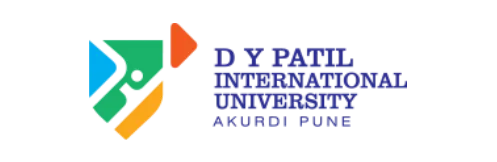 D Y PATIL
INTERNATIONAL
UNIVERSITY
AKURDI PUNE